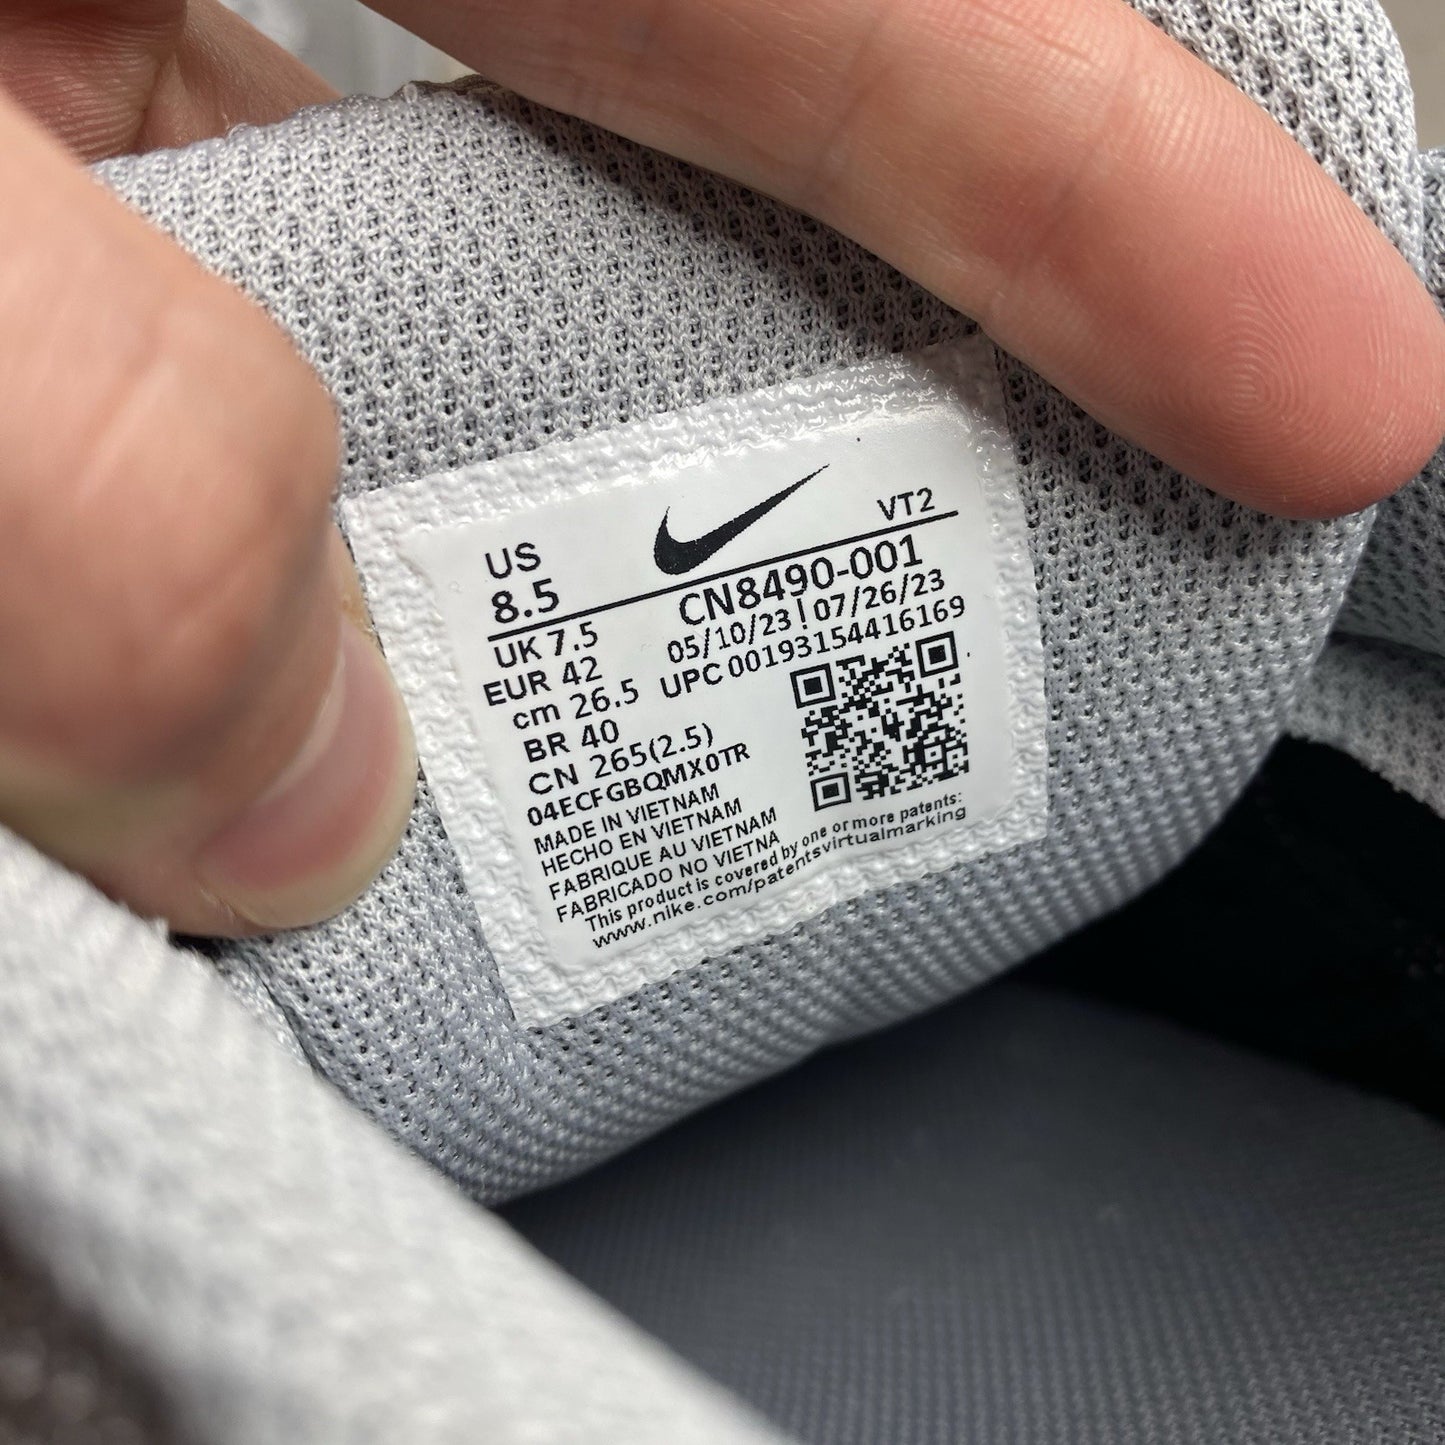 US
8.5
VT2
CN8490-001
UK 7.5
05/10/23 ! 07/26/23
EUR 42
UPC 00193154416169
cm 26.5
BR 40
CN 265(2.5)
04ECFGBQMX0TR
MADE IN VIETNAM
HECHO EN VIETNAM
FABRIQUE AU VIETNAM
FABRICADO NO VIETNA
This product is covered by one or more patents:
www.nike.com/patentsvirtualmarking